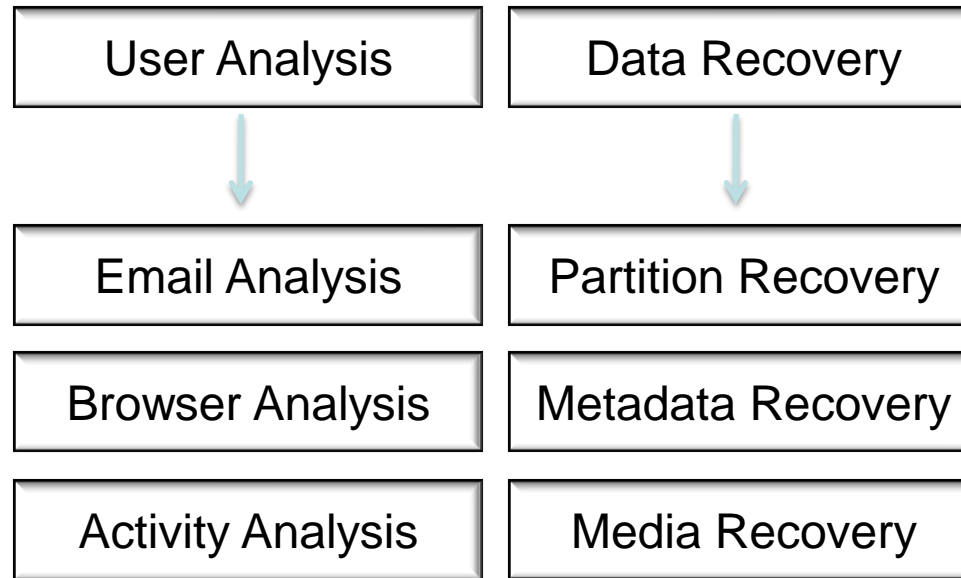 User Analysis
Data Recovery
Email Analysis
Partition Recovery
Browser Analysis
Metadata Recovery
Activity Analysis
Media Recovery